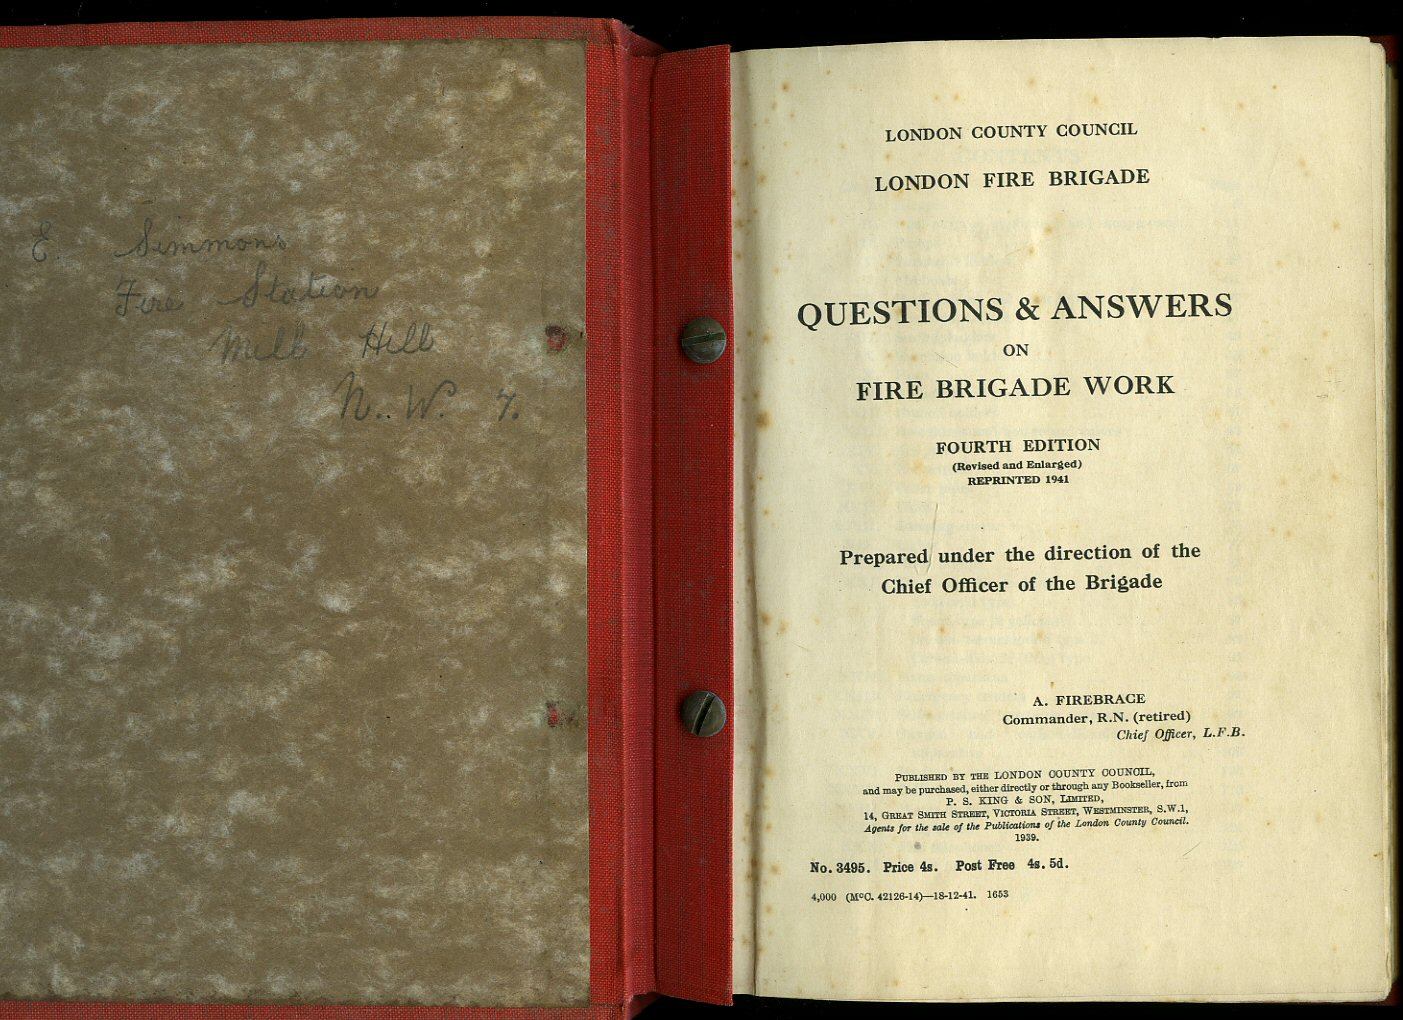 E. Simmons
Fire Station
Mill Hill
N.. W. 7.
LONDON COUNTY COUNCIL
LONDON FIRE BRIGADE
QUESTIONS & ANSWERS
ON
FIRE BRIGADE WORK
FOURTH EDITION
(Revised and Enlarged)
REPRINTED 1941
Prepared under the direction of the
Chief Officer of the Brigade
A. FIREBRACE
Commander, R.N. (retired)
Chief Officer, L.F.B.
PUBLISHED BY THE LONDON COUNTY COUNCIL,
and may be purchased, either directly or through any Bookseller, from
P. S. KING & SON, LIMITED,
14, GREAT SMITH STREET, VICTORIA STREET, WESTMINSTER, S.W.1,
Agents for the sale of the Publications of the London County Council.
1939.
No. 3495. Price 4s. Post Free 4s. 5d.
4,000 (McC. 42126-14)—18-12-41. 1653